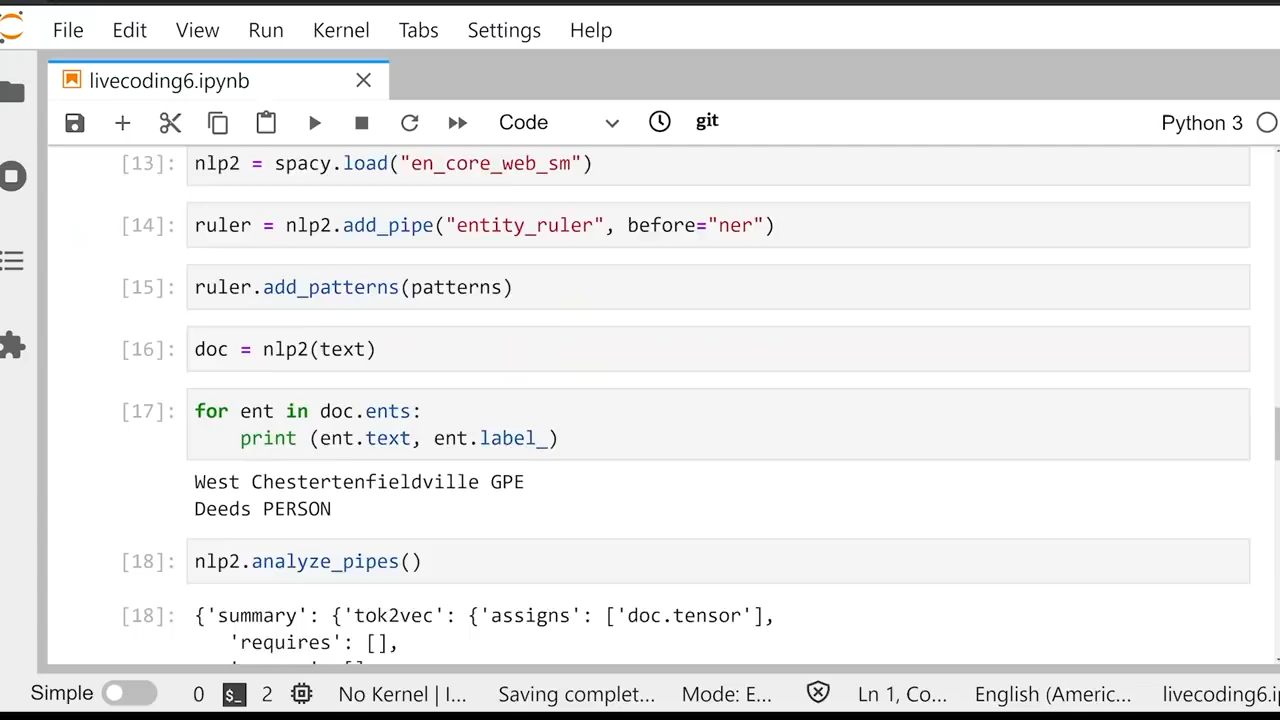 File Edit View Run Kernel Tabs Settings Help
livecoding6.ipynb
Code git Python 3
[13]: nlp2 = spacy.load("en_core_web_sm")
[14]: ruler = nlp2.add_pipe("entity_ruler", before="ner")
[15]: ruler.add_patterns(patterns)
[16]: doc = nlp2(text)
[17]: for ent in doc.ents:
print (ent.text, ent.label_)
West Chestertenfieldville GPE
Deeds PERSON
[18]: nlp2.analyze_pipes()
[18]: {'summary': {'tok2vec': {'assigns': ['doc.tensor'],
'requires': [],
Simple 0 $_ 2 No Kernel | I... Saving complet... Mode: E... Ln 1, Co... English (Americ... livecoding6.ip